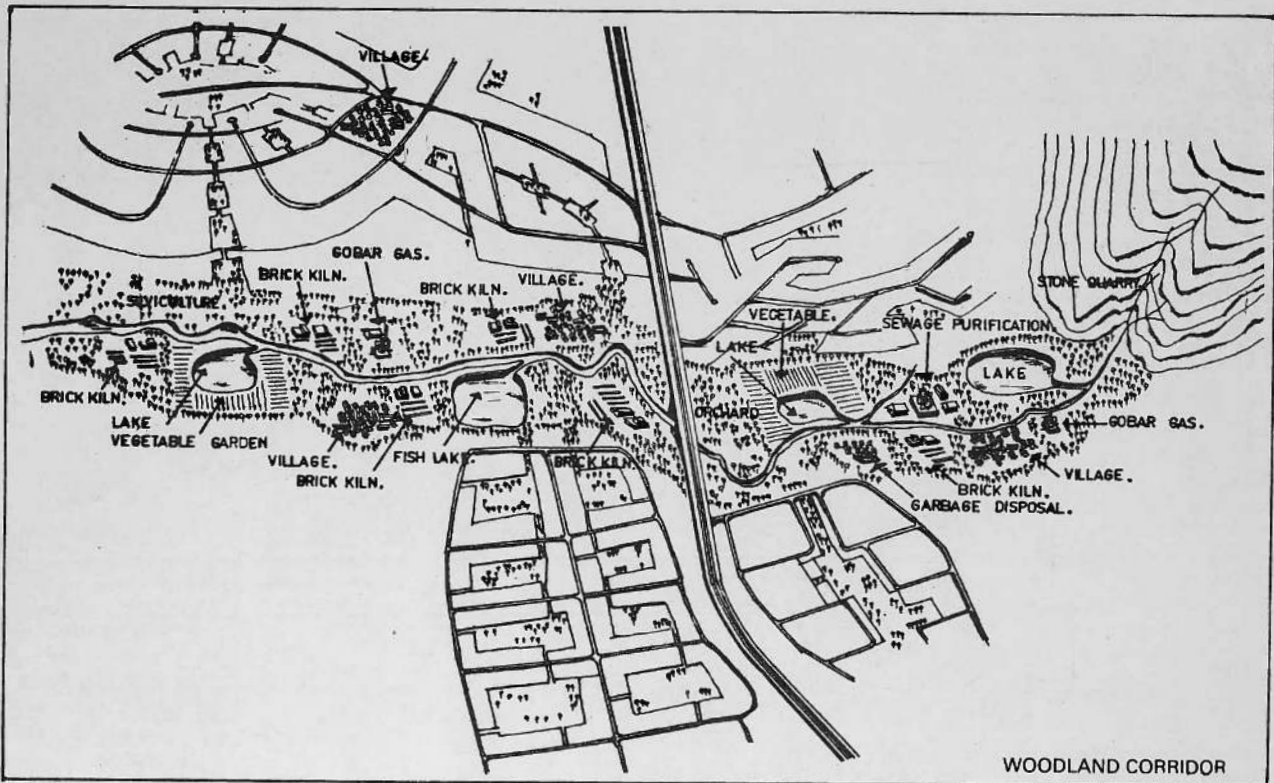 VILLAGE.
GOBAR GAS.
BRICK KILN.
BRICK KILN.
VILLAGE.
SILVICULTURE
STONE QUARRY.
VEGETABLE.
SEWAGE PURIFICATION.
LAKE
LAKE
BRICK KILN.
ORCHARD
LAKE
VEGETABLE GARDEN
GOBAR GAS.
VILLAGE.
FISH LAKE.
BRICK KILN.
VILLAGE.
BRICK KILN.
BRICK KILN.
GARBAGE DISPOSAL.
WOODLAND CORRIDOR